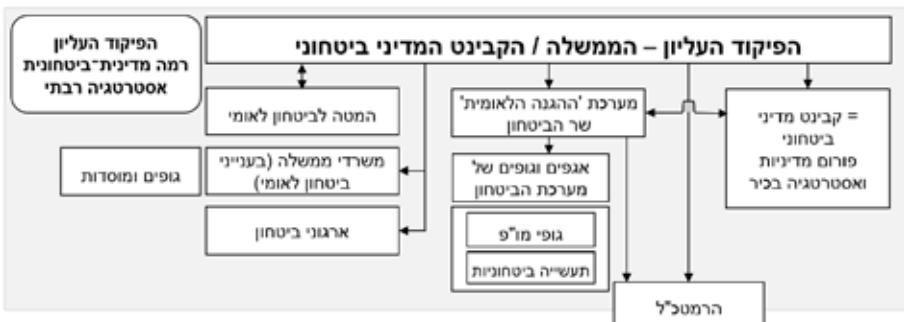 הפיקוד העליון
רמה מדינית־ביטחונית
אסטרטגיה רבתי
הפיקוד העליון – הממשלה / הקבינט המדיני ביטחוני
= קבינט מדיני
ביטחוני
פורום מדיניות
ואסטרטגיה בכיר
מערכת 'ההגנה הלאומית'
שר הביטחון
המטה לביטחון לאומי
אגפים וגופים של
מערכת הביטחון
משרדי ממשלה (בענייני
ביטחון לאומי)
גופים ומוסדות
גופי מו"פ
ארגוני ביטחון
תעשייה ביטחוניות
הרמטכ"ל